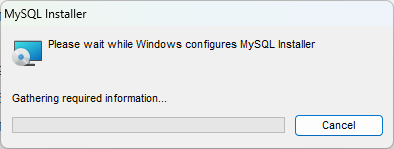 MySQL Installer
Please wait while Windows configures MySQL Installer
Gathering required information...
Cancel